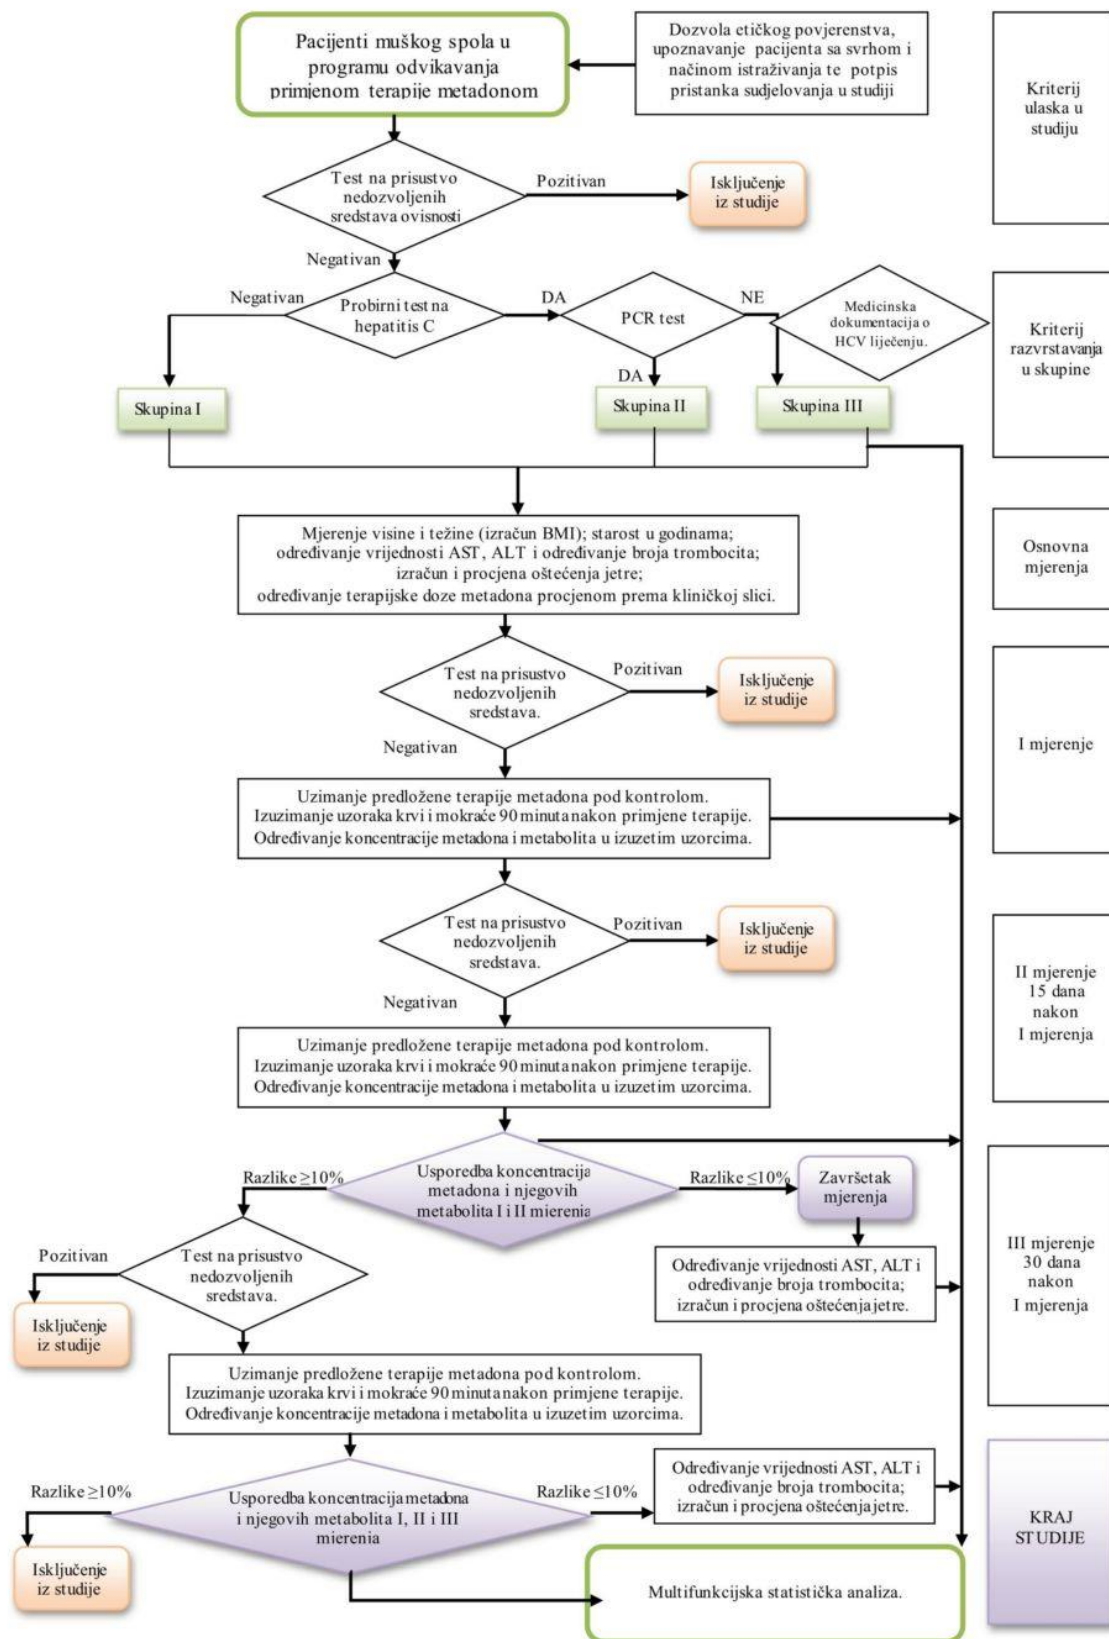 Pacijenti muškog spola u
programu odvikavanja
primjenom terapije metadonom
Dozvola etičkog povjerenstva,
upoznavanje pacijenta sa svrhom i
načinom istraživanja te potpis
pristanka sudjelovanja u studiji
Kriterij
ulaska u
studiju
Test na prisustvo
nedozvoljenih
sredstava ovisnosti
Pozitivan
Isključenje
iz studije
Negativan
Negativan
Probirni test na
hepatitis C
DA
PCR test
NE
Medicinska
dokumentacija o
HCV liječenju.
Kriterij
razvrstavanja
u skupine
DA
Skupina I
Skupina II
Skupina III
Mjerenje visine i težine (izračun BMI); starost u godinama;
određivanje vrijednosti AST, ALT i određivanje broja trombocita;
izračun i procjena oštećenja jetre;
određivanje terapijske doze metadona procjenom prema kliničkoj slici.
Osnovna
mjerenja
Test na prisustvo
nedozvoljenih
sredstava.
Pozitivan
Isključenje
iz studije
Negativan
I mjerenje
Uzimanje predložene terapije metadona pod kontrolom.
Izuzimanje uzoraka krvi i mokraće 90 minuta nakon primjene terapije.
Određivanje koncentracije metadona i metabolita u izuzetim uzorcima.
Test na prisustvo
nedozvoljenih
sredstava.
Pozitivan
Isključenje
iz studije
Negativan
II mjerenje
15 dana
nakon
I mjerenja
Uzimanje predložene terapije metadona pod kontrolom.
Izuzimanje uzoraka krvi i mokraće 90 minuta nakon primjene terapije.
Određivanje koncentracije metadona i metabolita u izuzetim uzorcima.
Razlike ≥10%
Usporedba koncentracija
metadona i njegovih
metabolita I i II mierenia
Razlike ≤10%
Završetak
mjerenja
Pozitivan
Test na prisustvo
nedozvoljenih
sredstava.
Određivanje vrijednosti AST, ALT i
određivanje broja trombocita;
izračun i procjena oštećenja jetre.
III mjerenje
30 dana
nakon
I mjerenja
Isključenje
iz studije
Uzimanje predložene terapije metadona pod kontrolom.
Izuzimanje uzoraka krvi i mokraće 90 minuta nakon primjene terapije.
Određivanje koncentracije metadona i metabolita u izuzetim uzorcima.
Razlike ≥10%
Usporedba koncentracija metadona
i njegovih metabolita I, II i III
mierenia
Razlike ≤10%
Određivanje vrijednosti AST, ALT i
određivanje broja trombocita;
izračun i procjena oštećenja jetre.
KRAJ
STUDIJE
Isključenje
iz studije
Multifunkcijska statistička analiza.